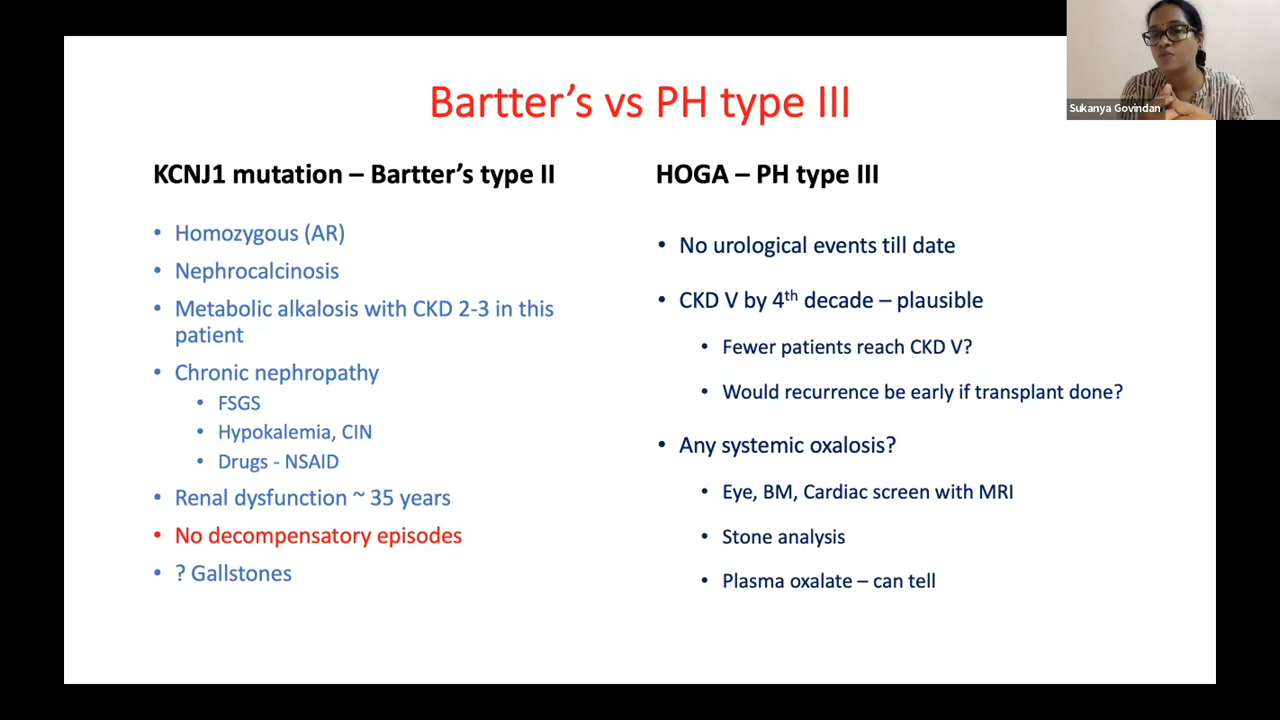 Sukanya Govindan
Bartter's vs PH type III
KCNJ1 mutation – Bartter's type II
• Homozygous (AR)
• Nephrocalcinosis
• Metabolic alkalosis with CKD 2-3 in this
patient
• Chronic nephropathy
• FSGS
• Hypokalemia, CIN
• Drugs - NSAID
• Renal dysfunction ~ 35 years
• No decompensatory episodes
• ? Gallstones
HOGA – PH type III
• No urological events till date
• CKD V by 4th decade – plausible
• Fewer patients reach CKD V?
• Would recurrence be early if transplant done?
• Any systemic oxalosis?
• Eye, BM, Cardiac screen with MRI
• Stone analysis
• Plasma oxalate – can tell